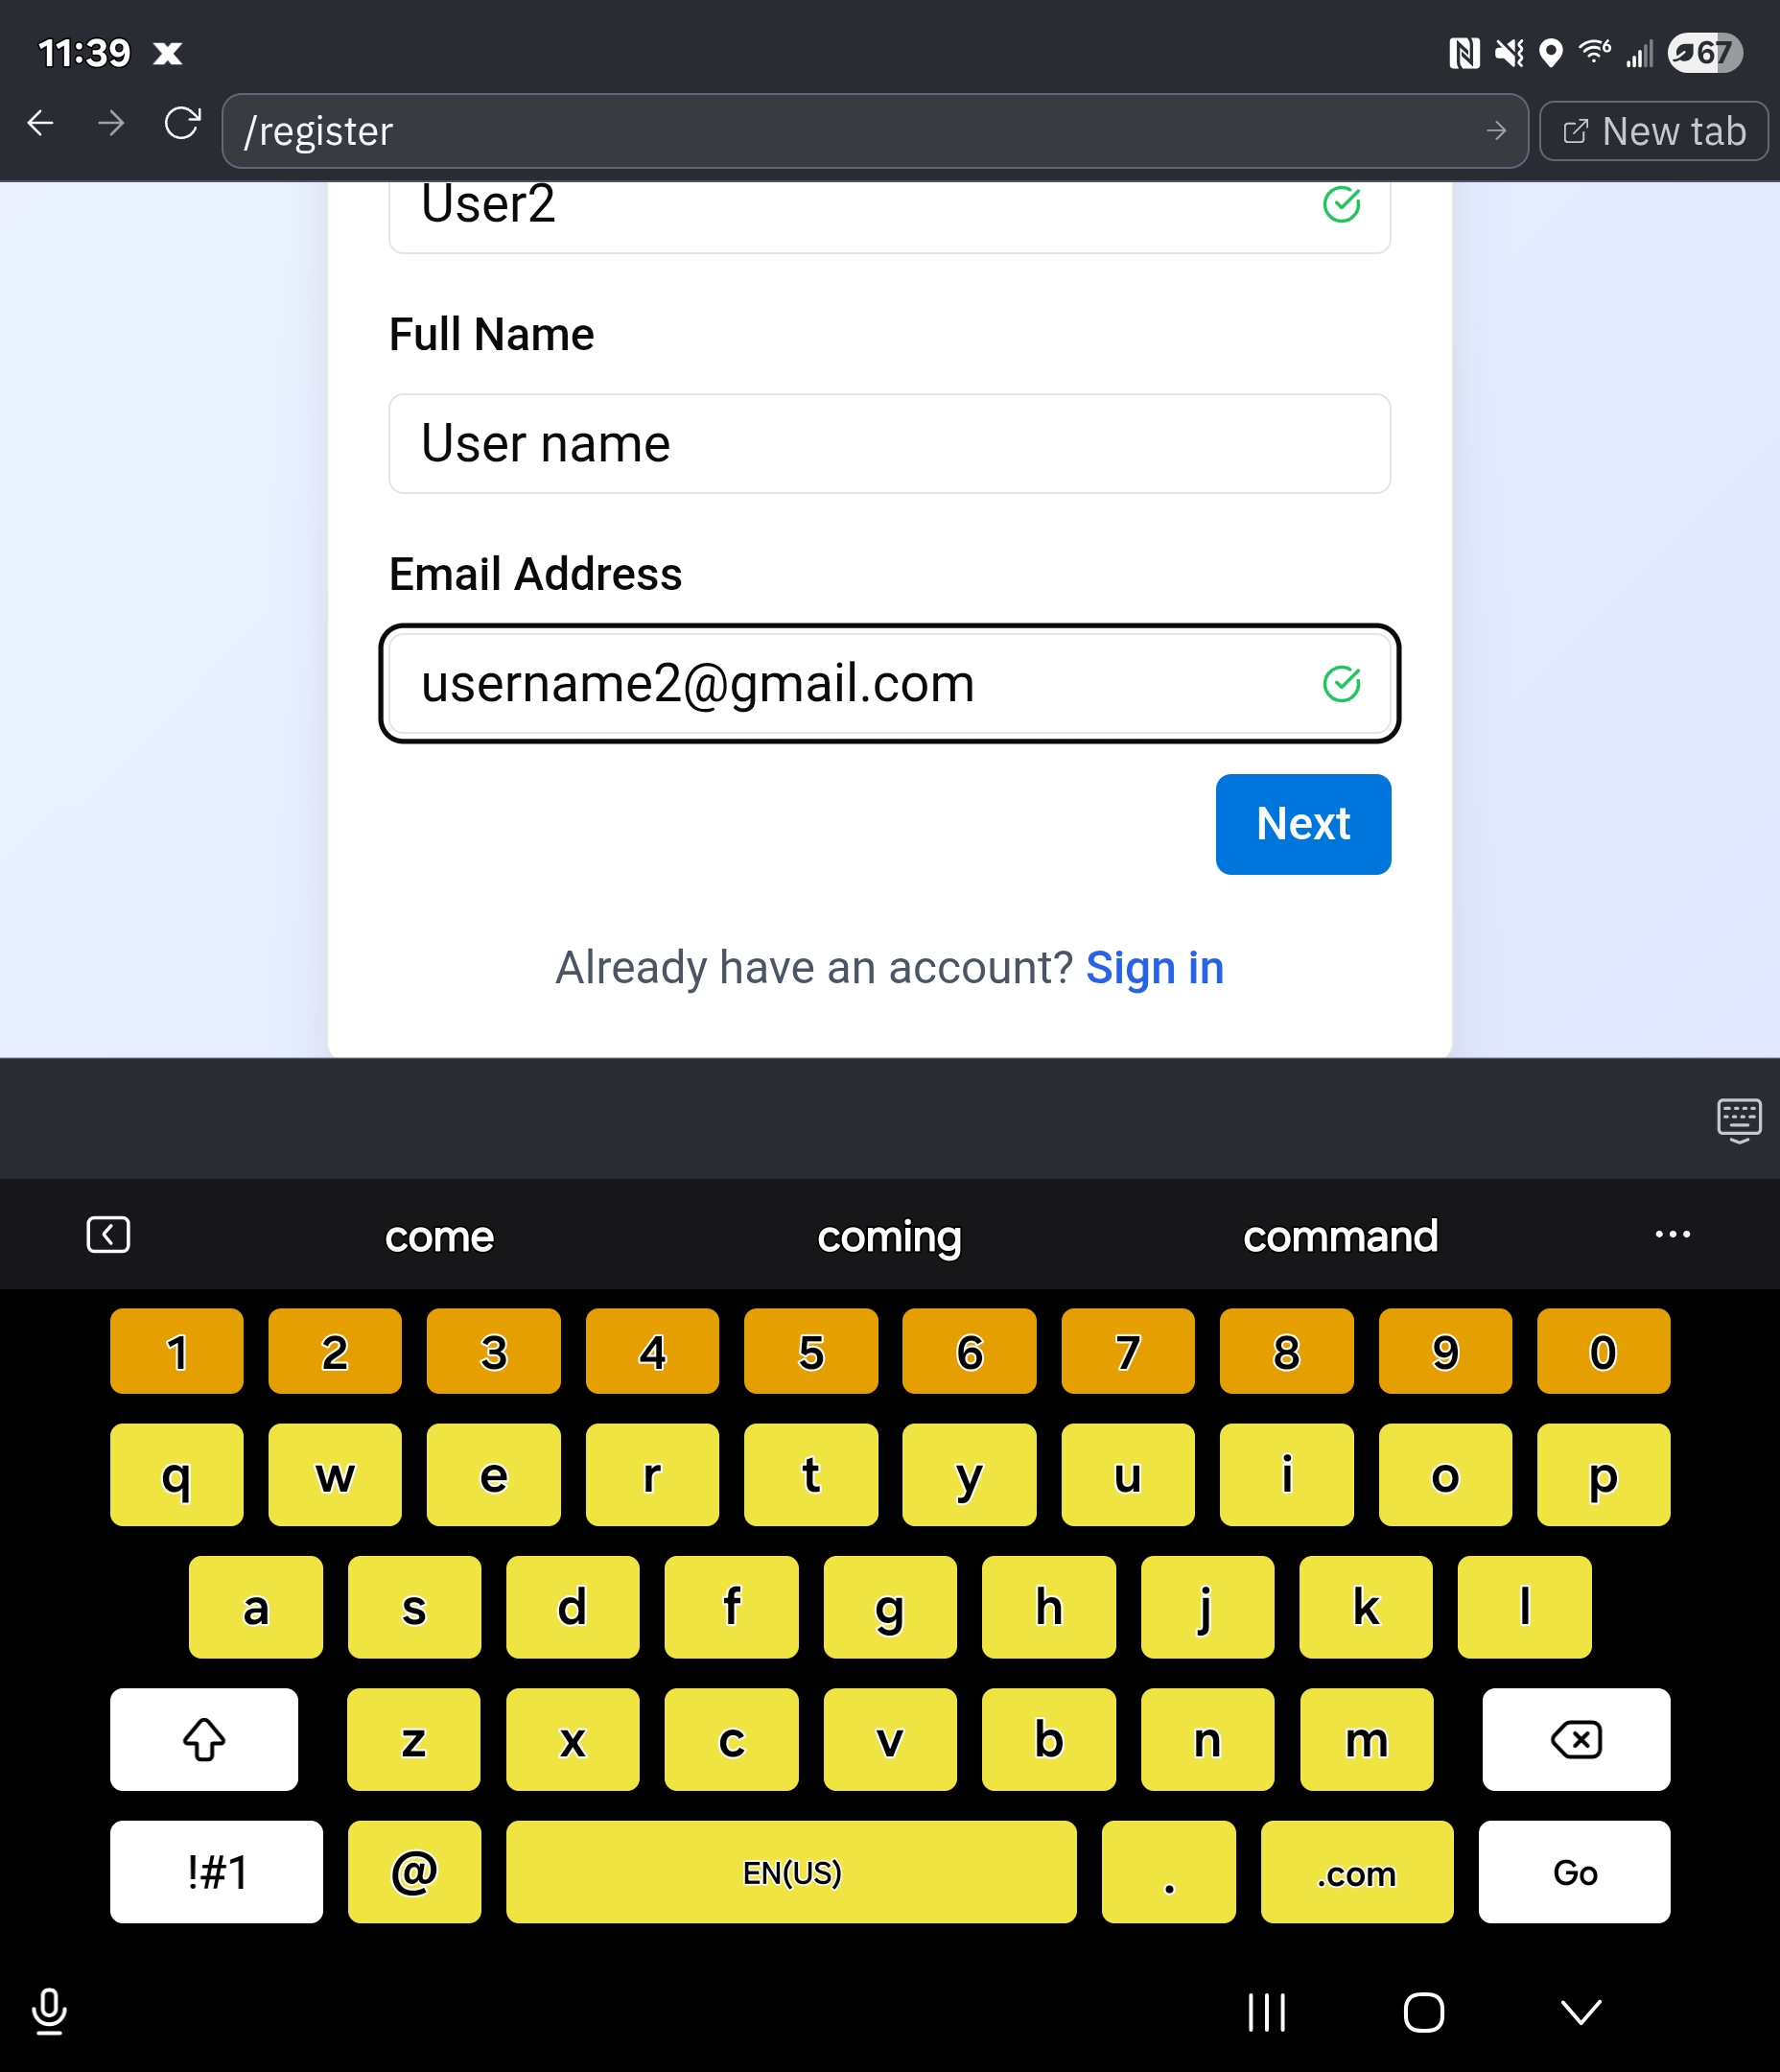 11:39
67
/register
New tab
User2
Full Name
User name
Email Address
username2@gmail.com
Next
Already have an account? Sign in
come coming command
1 2 3 4 5 6 7 8 9 0
q w e r t y u i o p
a s d f g h j k l
z x c v b n m
!#1 @ EN(US) . .com Go